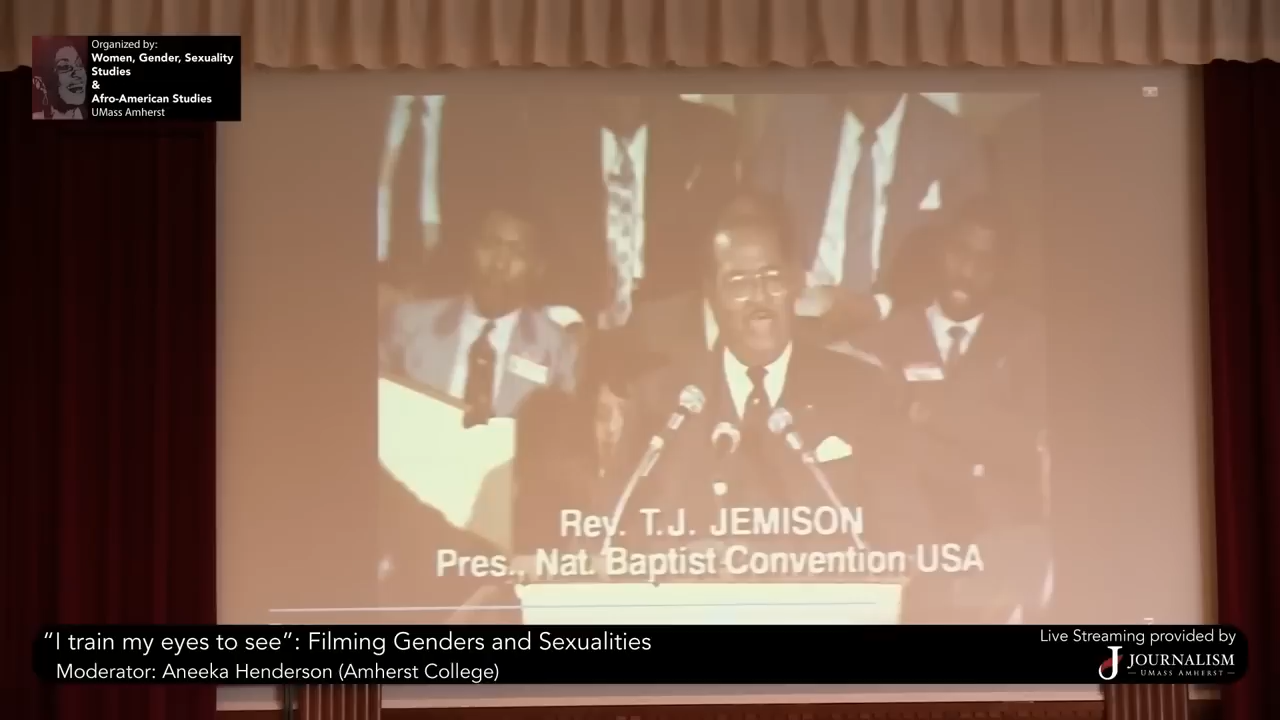 Organized by:
Women, Gender, Sexuality
Studies
&
Afro-American Studies
UMass Amherst
Rev. T.J. JEMISON
Pres., Nat. Baptist Convention USA
“I train my eyes to see“: Filming Genders and Sexualities
Moderator: Aneeka Henderson (Amherst College)
Live Streaming provided by
J JOURNALISM
UMASS AMHERST